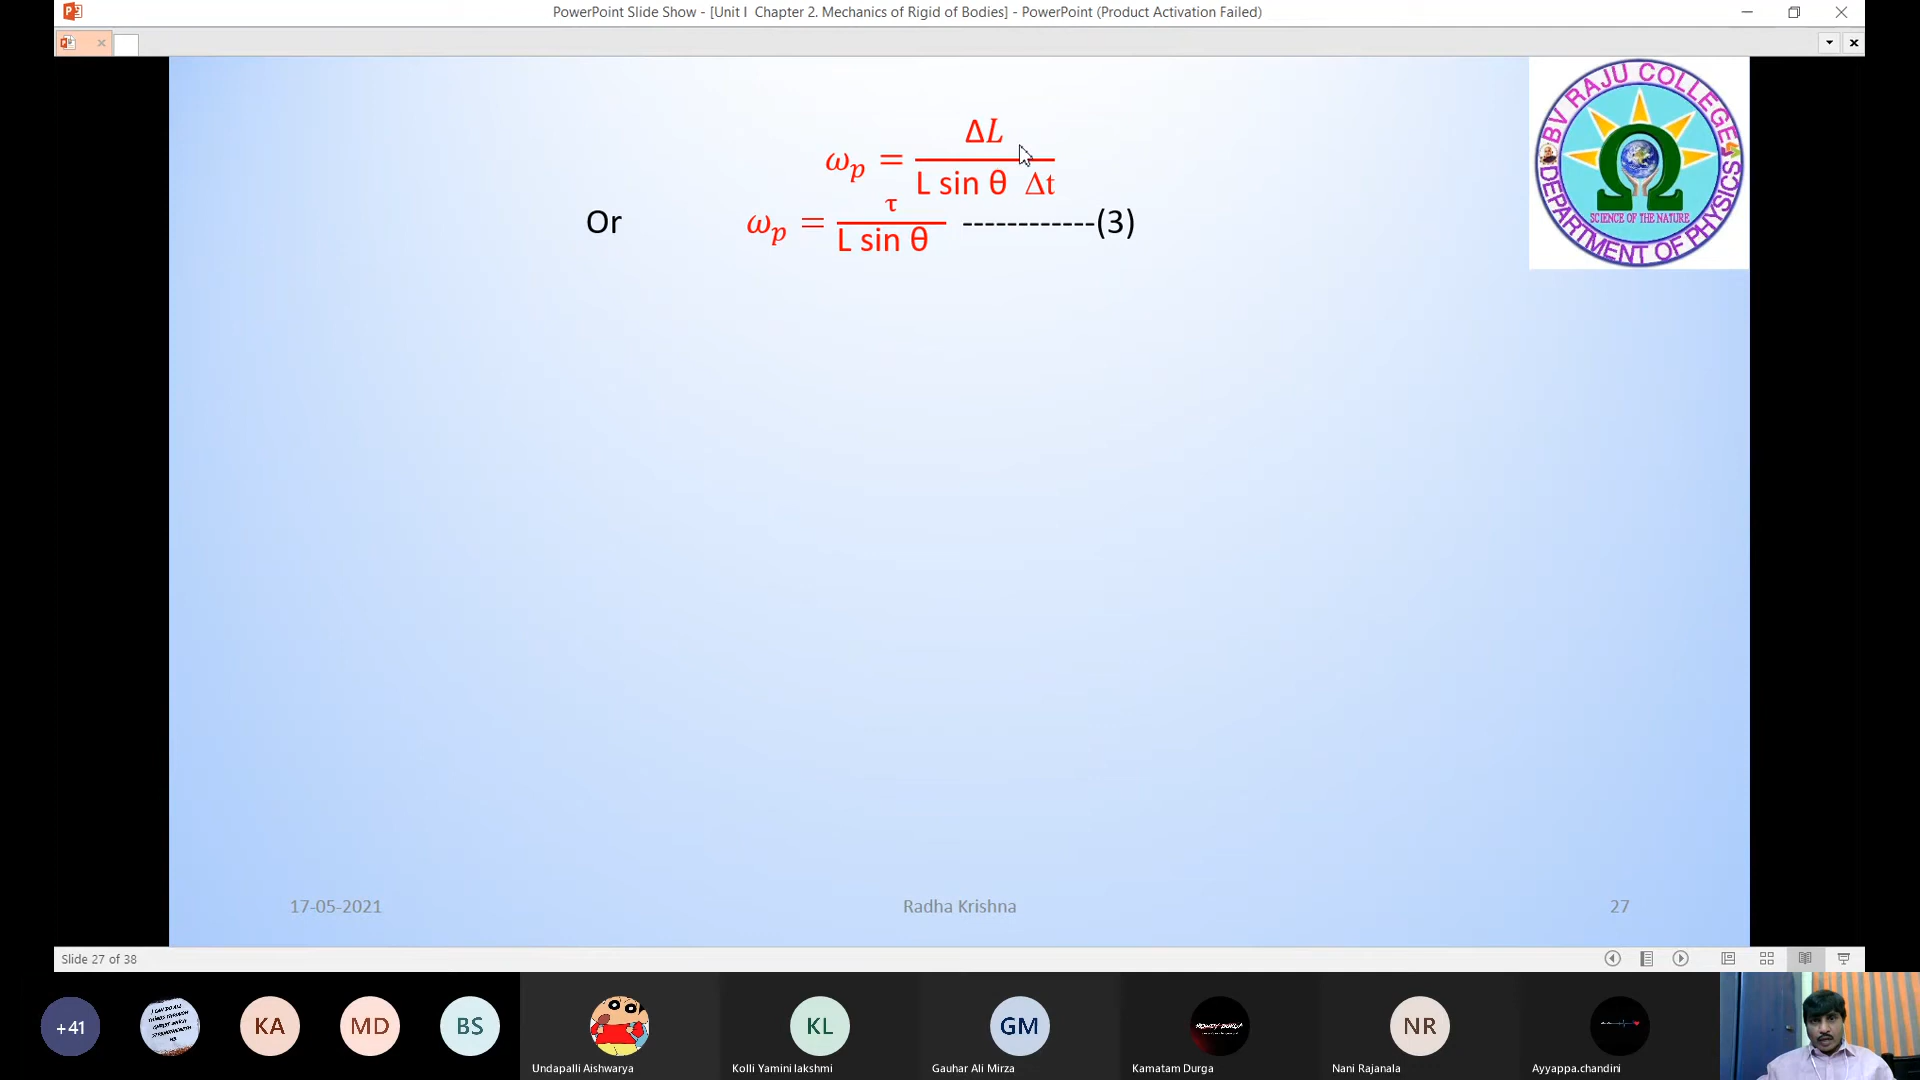 PowerPoint Slide Show - [Unit I Chapter 2. Mechanics of Rigid of Bodies] - PowerPoint (Product Activation Failed)
ωₚ = ΔL / L sin θ Δt
Or ωₚ = τ / L sin θ ------------(3)
BV RAJU COLLEGE
SCIENCE OF THE NATURE
DEPARTMENT OF PHYSICS
17-05-2021 Radha Krishna 27
Slide 27 of 38
+41 KA MD BS KL GM NR
Undapalli Aishwarya Kolli Yamini lakshmi Gauhar Ali Mirza Kamatam Durga Nani Rajanala Ayyappa.chandini